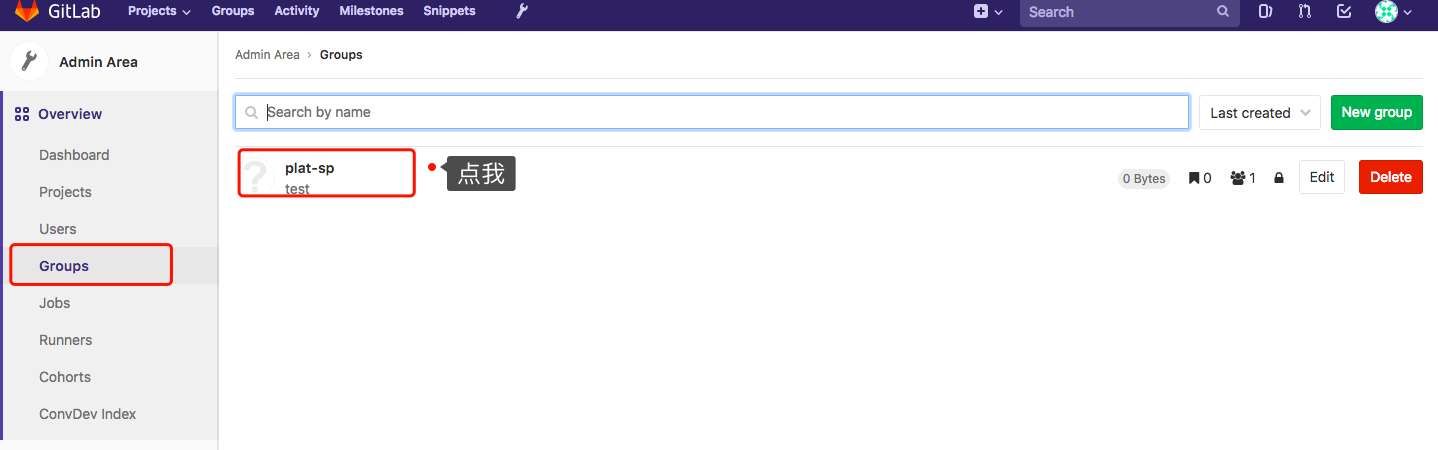 GitLab Projects Groups Activity Milestones Snippets Search
Admin Area
Admin Area › Groups
Overview
Search by name
Last created
New group
Dashboard
plat-sp
点我
test
0 Bytes
0
1
Edit
Delete
Projects
Users
Groups
Jobs
Runners
Cohorts
ConvDev Index